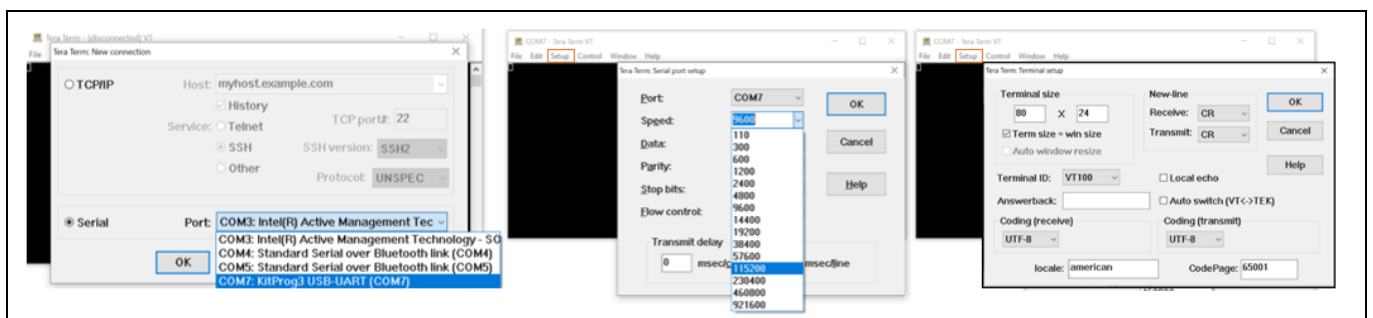 Tera Term - [disconnected] VT
File
Tera Term: New connection
TCP/IP
Host: myhost.example.com
History
Service: Telnet
TCP port#: 22
SSH
SSH version: SSH2
Other
Protocol: UNSPEC
Serial
Port: COM3: Intel(R) Active Management Tec
COM3: Intel(R) Active Management Technology - SO
COM4: Standard Serial over Bluetooth link (COM4)
COM5: Standard Serial over Bluetooth link (COM5)
COM7: KitProg3 USB-UART (COM7)
OK
COM7 - Tera Term VT
File Edit Setup Control Window Help
Tera Term: Serial port setup
Port: COM7
OK
Speed: 9600
110
300
600
1200
2400
4800
9600
14400
19200
38400
57600
115200
230400
460800
921600
Data:
Cancel
Parity:
Stop bits:
Help
Flow control:
Transmit delay
0 msec/
msec/line
COM7 - Tera Term VT
File Edit Setup Control Window Help
Tera Term: Terminal setup
Terminal size
80 X 24
Term size = win size
Auto window resize
New-line
Receive: CR
Transmit: CR
OK
Cancel
Help
Terminal ID: VT100
Local echo
Answerback:
Auto switch (VT<->TEK)
Coding (receive)
UTF-8
Coding (transmit)
UTF-8
locale: american
CodePage: 65001